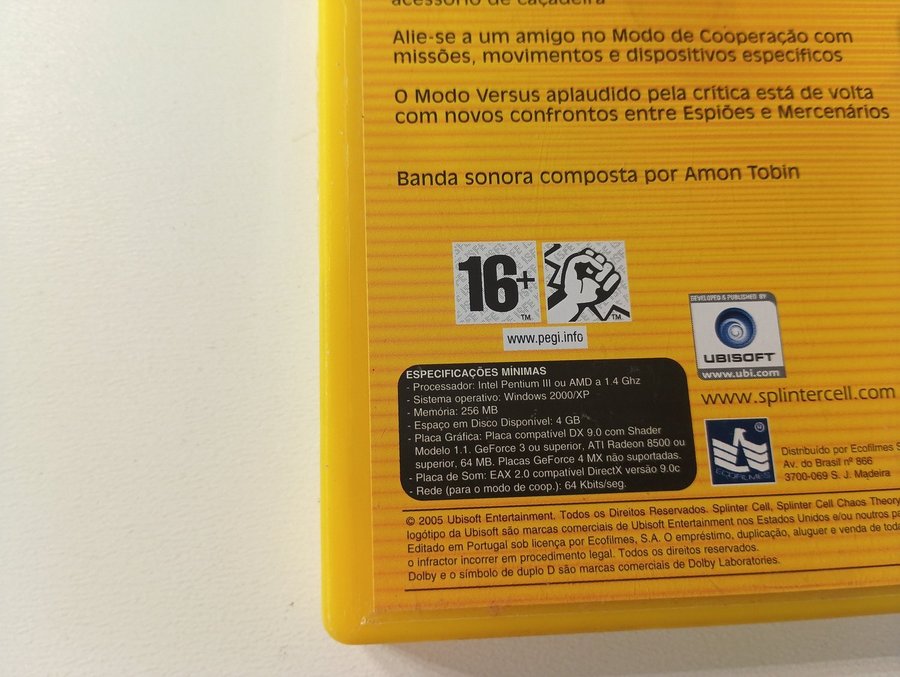 acessório de caçadeira
Alie-se a um amigo no Modo de Cooperação com
missões, movimentos e dispositivos específicos
O Modo Versus aplaudido pela crítica está de volta
com novos confrontos entre Espiões e Mercenários
Banda sonora composta por Amon Tobin
16+
TM
TM
www.pegi.info
DEVELOPED & PUBLISHED BY
UBISOFT
www.ubi.com
www.splintercell.com
ESPECIFICAÇÕES MÍNIMAS
- Processador: Intel Pentium III ou AMD a 1.4 Ghz
- Sistema operativo: Windows 2000/XP
- Memória: 256 MB
- Espaço em Disco Disponível: 4 GB
- Placa Gráfica: Placa compatível DX 9.0 com Shader
Modelo 1.1. GeForce 3 ou superior, ATI Radeon 8500 ou
superior, 64 MB. Placas GeForce 4 MX não suportadas.
- Placa de Som: EAX 2.0 compatível DirectX versão 9.0c
- Rede (para o modo de coop.): 64 Kbits/seg.
®
ECOFILMES
Distribuído por Ecofilmes S
Av. do Brasil nº 866
3700-069 S. J. Madeira
© 2005 Ubisoft Entertainment. Todos os Direitos Reservados. Splinter Cell, Splinter Cell Chaos Theory
logótipo da Ubisoft são marcas comerciais de Ubisoft Entertainment nos Estados Unidos e/ou noutros pa
Editado em Portugal sob licença por Ecofilmes, S.A. O empréstimo, duplicação, aluguer e venda de toda
o infractor incorrer em procedimento legal. Todos os direitos reservados.
Dolby e o símbolo de duplo D são marcas comerciais de Dolby Laboratories.